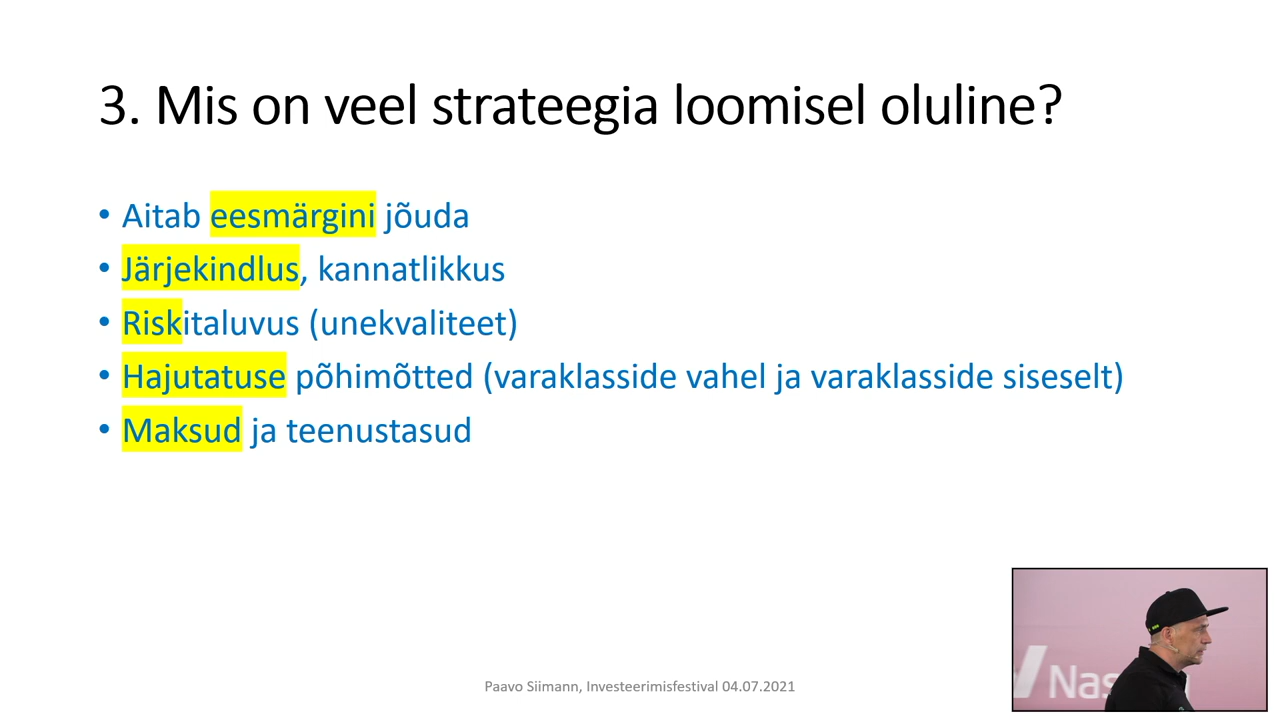 3. Mis on veel strateegia loomisel oluline?
• Aitab eesmärgini jõuda
• Järjekindlus, kannatlikkus
• Riskitaluvus (unekvaliteet)
• Hajutatuse põhimõtted (varaklasside vahel ja varaklasside siseselt)
• Maksud ja teenustasud
Paavo Siimann, Investeerimisfestival 04.07.2021